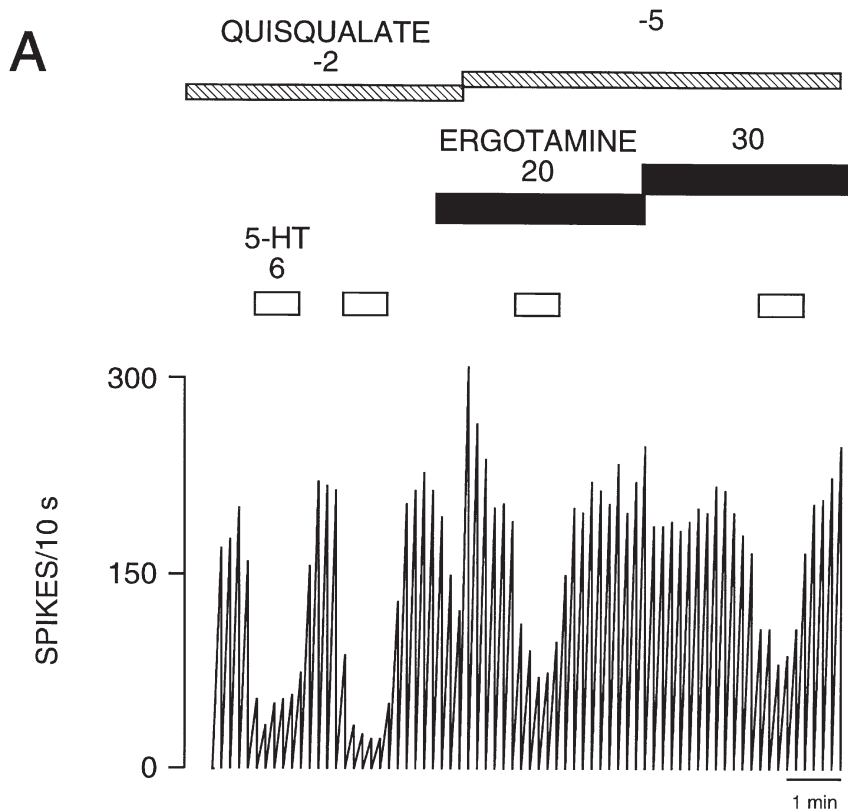 A
QUISQUALATE
-2
-5
ERGOTAMINE
20
30
5-HT
6
300
150
0
SPIKES/10 s
1 min